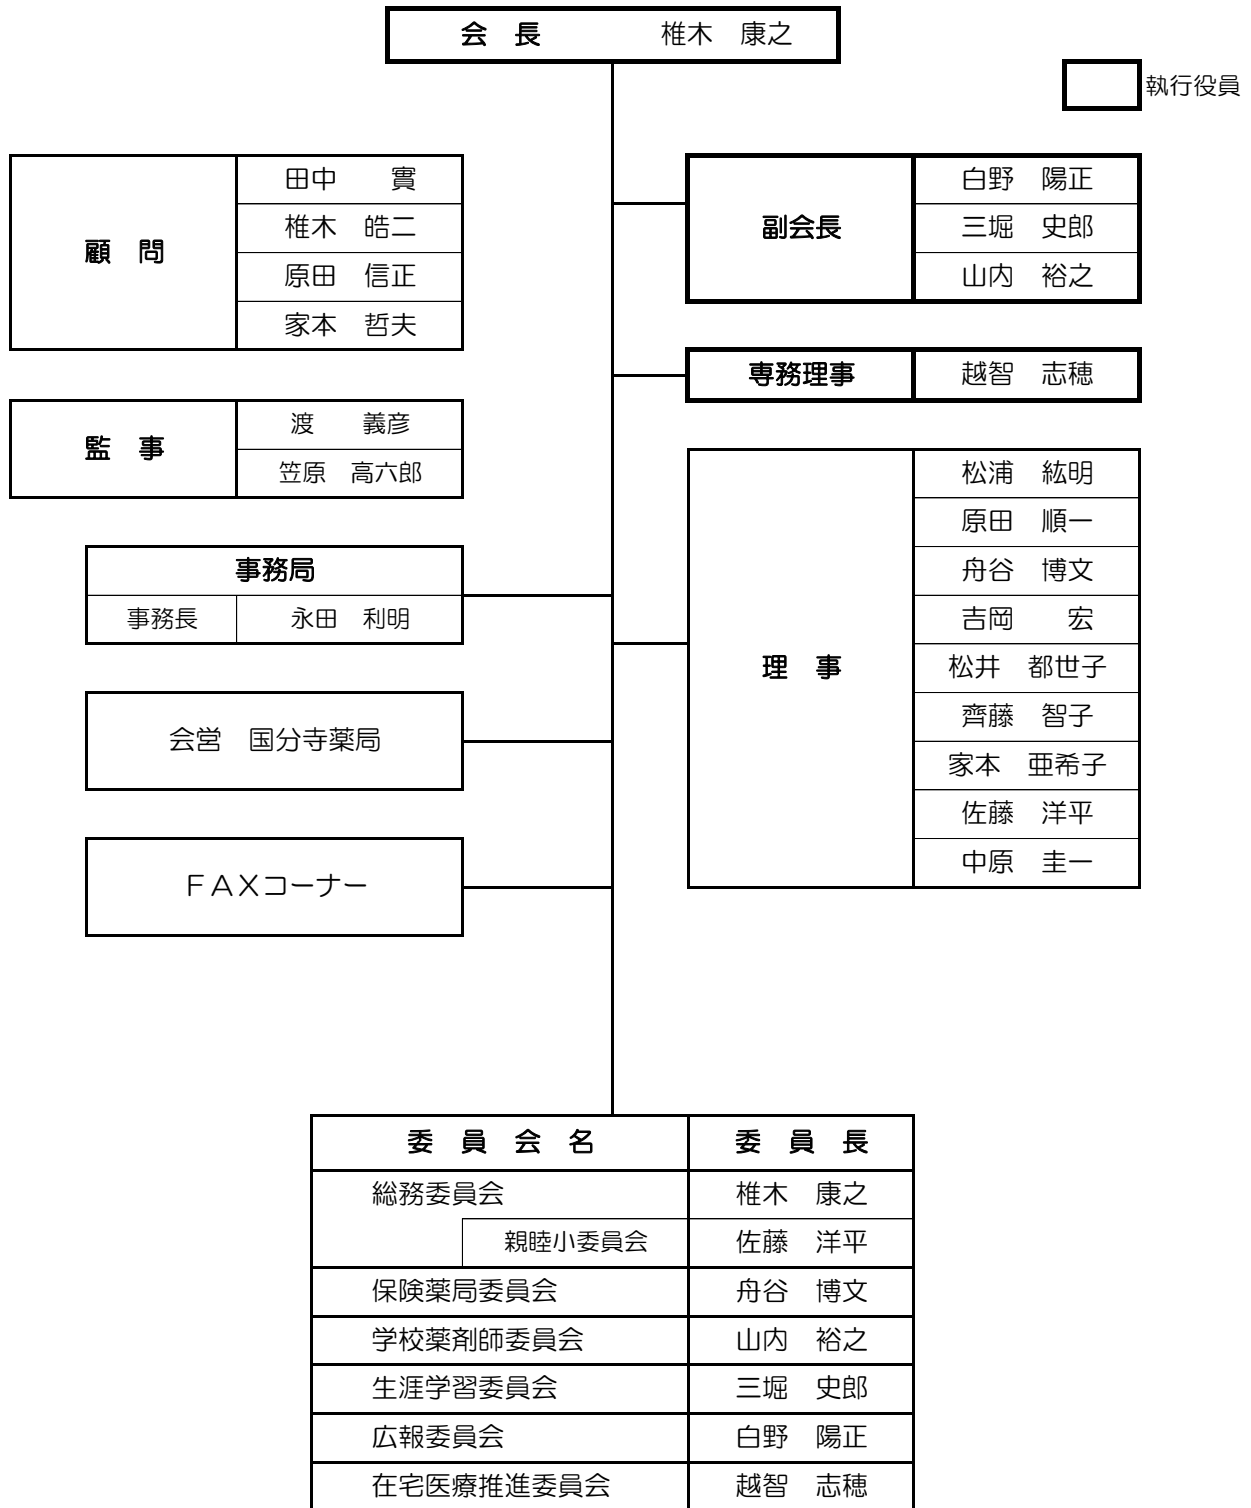 会　長　　　　椎木　康之
執行役員
顧　問
田中　　實
椎木　皓二
原田　信正
家本　哲夫
副会長
白野　陽正
三堀　史郎
山内　裕之
専務理事　越智　志穂
監　事
渡　　義彦
笠原　高六郎
理　事
松浦　紘明
原田　順一
舟谷　博文
吉岡　　宏
松井　都世子
齊藤　智子
家本　亜希子
佐藤　洋平
中原　圭一
事務局
事務長　永田　利明
会営　国分寺薬局
ＦＡＸコーナー
委　員　会　名　委　員　長
総務委員会　椎木　康之
親睦小委員会　佐藤　洋平
保険薬局委員会　舟谷　博文
学校薬剤師委員会　山内　裕之
生涯学習委員会　三堀　史郎
広報委員会　白野　陽正
在宅医療推進委員会　越智　志穂